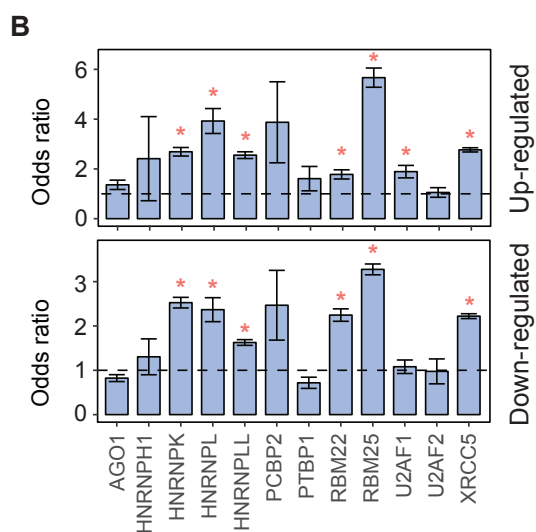 B
Odds ratio
0
2
4
6
* * * * * * * *
Up-regulated
Odds ratio
0
1
2
3
* * * * * *
Down-regulated
AGO1
HNRNPH1
HNRNPK
HNRNPL
HNRNPLL
PCBP2
PTBP1
RBM22
RBM25
U2AF1
U2AF2
XRCC5